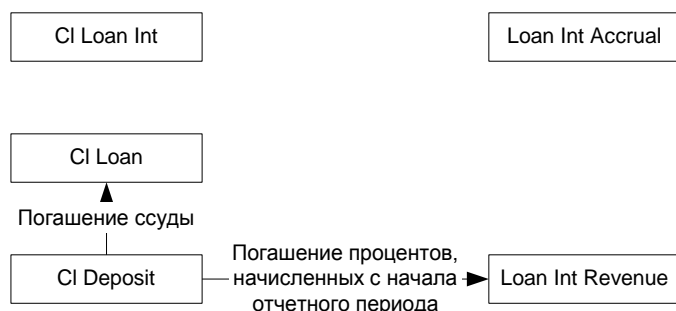 Cl Loan Int
Loan Int Accrual
Cl Loan
Погашение ссуды
Cl Deposit
Погашение процентов,
начисленных с начала
отчетного периода
Loan Int Revenue